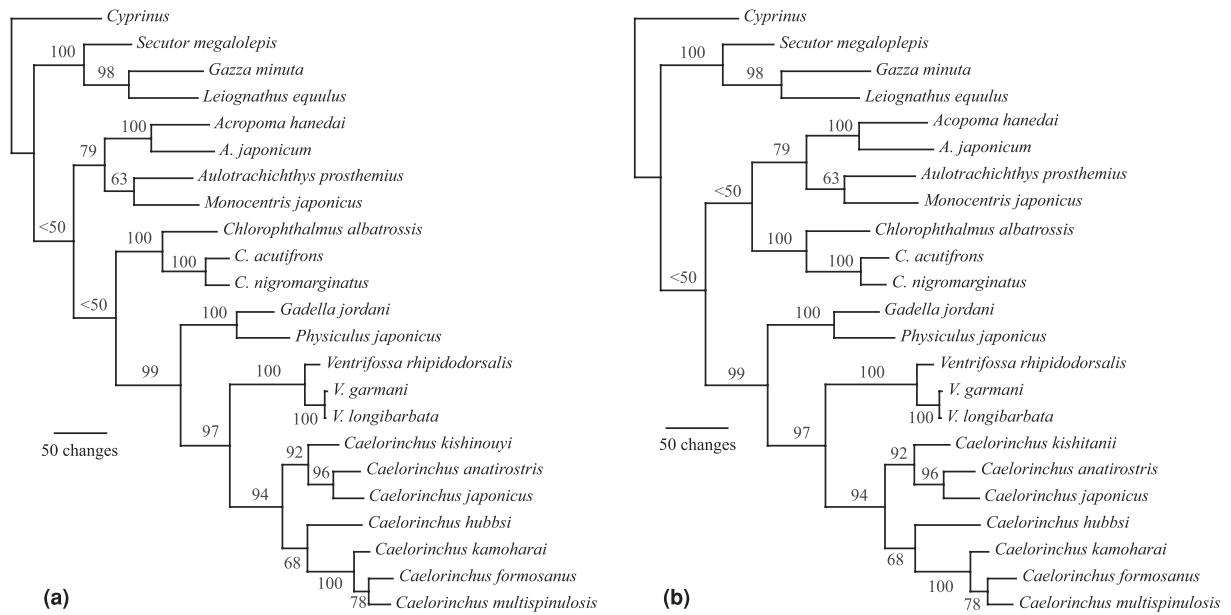 Cyprinus
Secutor megalolepis
100
Gazza minuta
98
Leiognathus equulus
Acropoma hanedai
100
A. japonicum
79
Aulotrachichthys prosthemius
63
Monocentris japonicus
<50
Chlorophthalmus albatrossis
100
C. acutifrons
100
C. nigromarginatus
<50
Gadella jordani
100
Physiculus japonicus
99
Ventrifossa rhipidodorsalis
100
V. garmani
100
V. longibarbata
97
Caelorinchus kishinouyi
92
Caelorinchus anatirostris
96
Caelorinchus japonicus
94
Caelorinchus hubbsi
68
Caelorinchus kamoharai
100
Caelorinchus formosanus
78
Caelorinchus multispinulosis
50 changes
(a)
Cyprinus
Secutor megaloplepis
100
Gazza minuta
98
Leiognathus equulus
Acopoma hanedai
100
A. japonicum
79
Aulotrachichthys prosthemius
63
Monocentris japonicus
<50
Chlorophthalmus albatrossis
100
C. acutifrons
100
C. nigromarginatus
<50
Gadella jordani
100
Physiculus japonicus
99
Ventrifossa rhipidodorsalis
100
V. garmani
100
V. longibarbata
97
Caelorinchus kishitanii
92
Caelorinchus anatirostris
96
Caelorinchus japonicus
94
Caelorinchus hubbsi
68
Caelorinchus kamoharai
100
Caelorinchus formosanus
78
Caelorinchus multispinulosis
50 changes
(b)